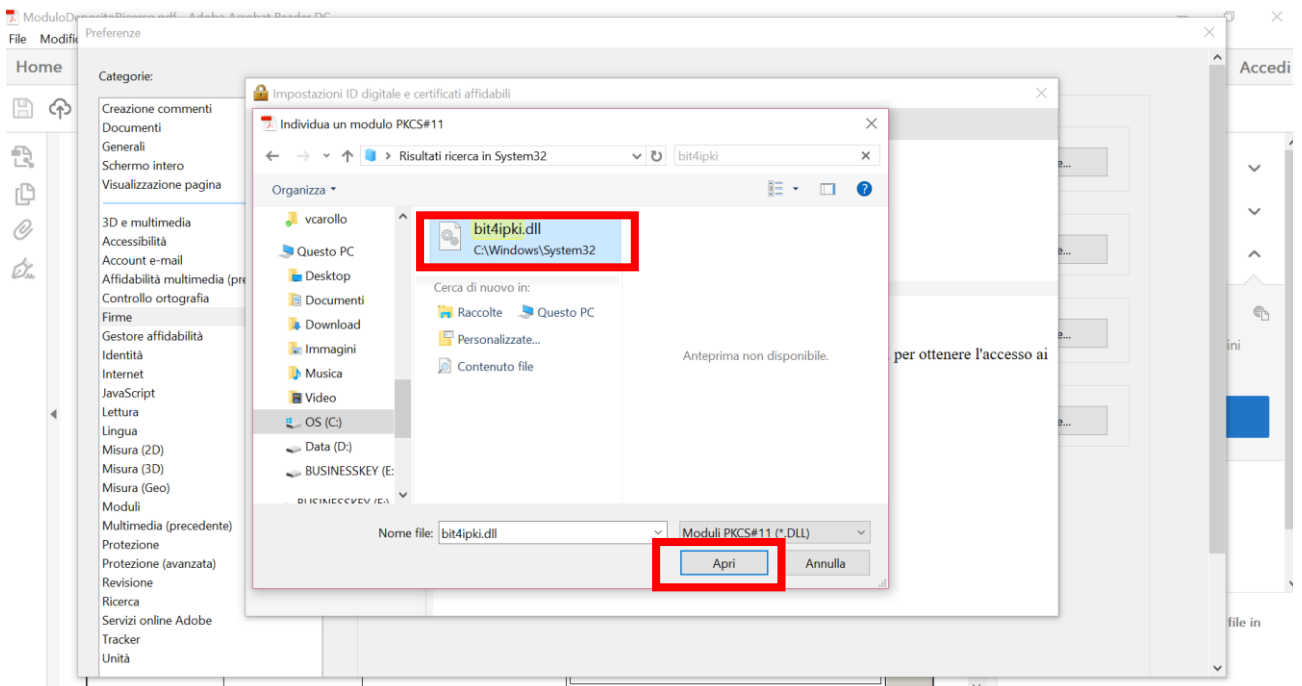 ModuloDepositoRicorso.pdf - Adobe Acrobat Reader DC
File Modific
Preferenze
Home
Accedi
Categorie:
Creazione commenti
Documenti
Generali
Schermo intero
Visualizzazione pagina
3D e multimedia
Accessibilità
Account e-mail
Affidabilità multimedia (pre
Controllo ortografia
Firme
Gestore affidabilità
Identità
Internet
JavaScript
Lettura
Lingua
Misura (2D)
Misura (3D)
Misura (Geo)
Moduli
Multimedia (precedente)
Protezione
Protezione (avanzata)
Revisione
Ricerca
Servizi online Adobe
Tracker
Unità
Impostazioni ID digitale e certificati affidabili
Individua un modulo PKCS#11
Risultati ricerca in System32
bit4ipki
Organizza
vcarollo
Questo PC
Desktop
Documenti
Download
Immagini
Musica
Video
OS (C:)
Data (D:)
BUSINESSKEY (E:
BUSINESSKEY (E:)
bit4ipki.dll
C:\Windows\System32
Cerca di nuovo in:
Raccolte Questo PC
Personalizzate...
Contenuto file
Anteprima non disponibile.
Nome file: bit4ipki.dll
Moduli PKCS#11 (*.DLL)
Apri Annulla
e...
e...
e...
e...
per ottenere l'accesso ai
ini
file in